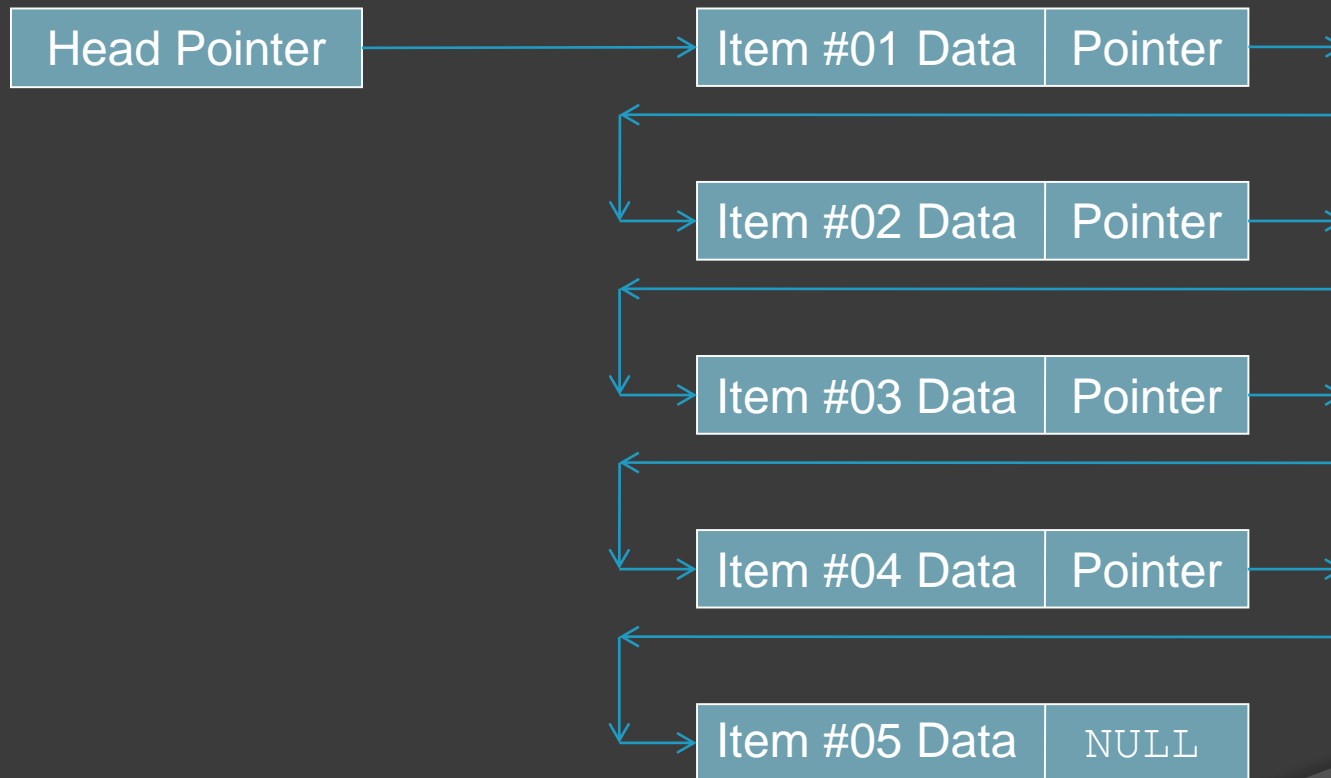 Head Pointer
Item #01 Data Pointer
Item #02 Data Pointer
Item #03 Data Pointer
Item #04 Data Pointer
Item #05 Data NULL